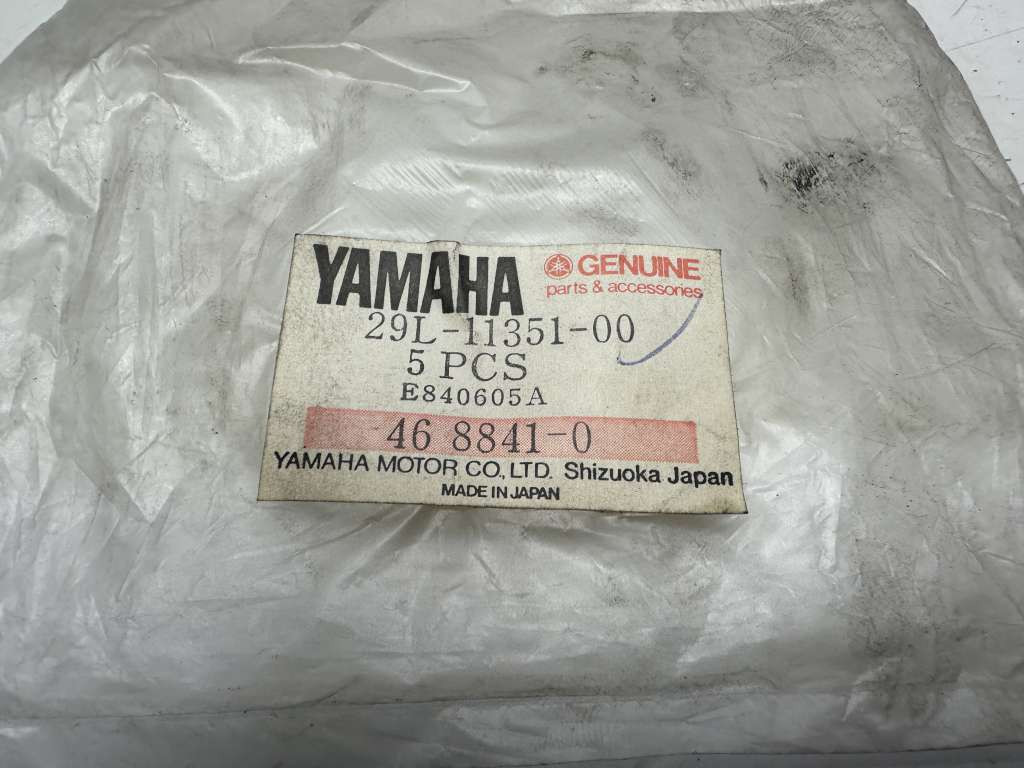 YAMAHA GENUINE
parts & accessories
29L-11351-00
5 PCS
E840605A
46 8841-0
YAMAHA MOTOR CO., LTD. Shizuoka Japan
MADE IN JAPAN